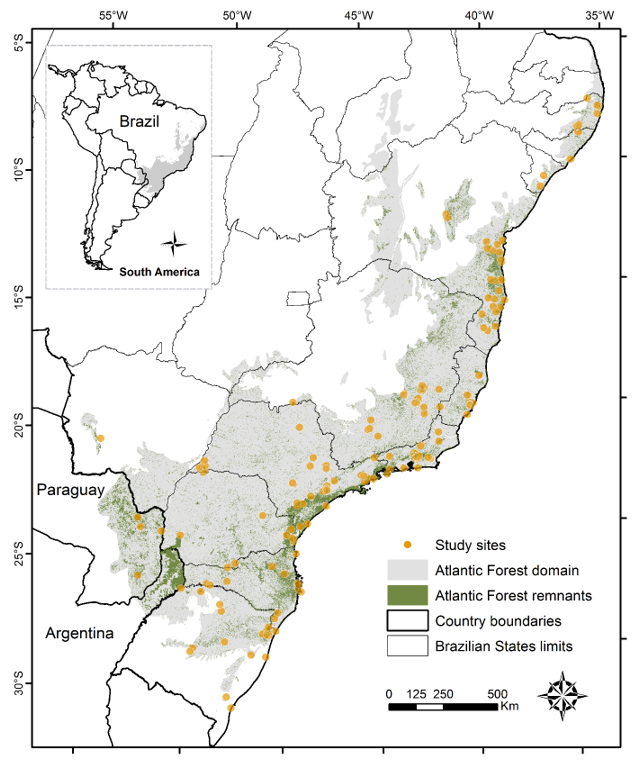 55°W 50°W 45°W 40°W 35°W
5°S
Brazil
10°S
South America
15°S
20°S
Paraguay
25°S
Argentina
30°S
Study sites
Atlantic Forest domain
Atlantic Forest remnants
Country boundaries
Brazilian States limits
0 125 250 500
Km